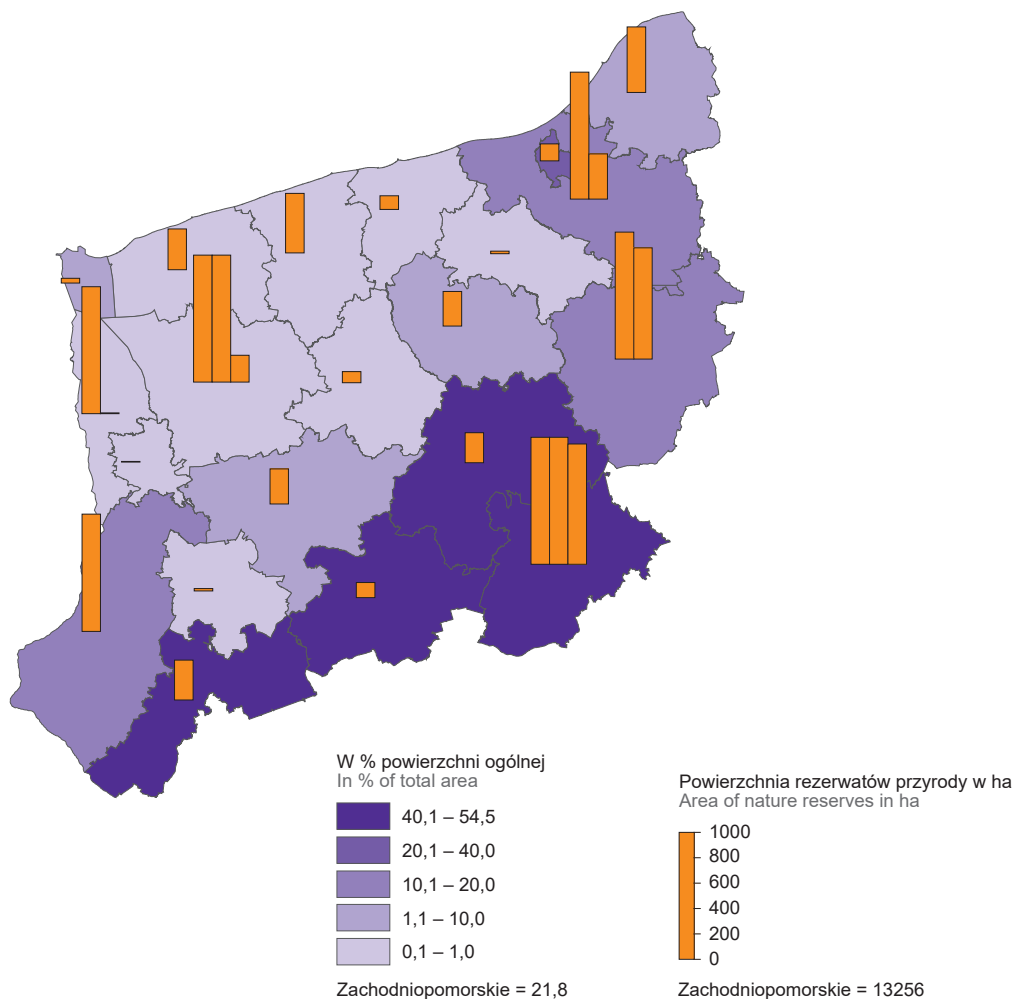 W % powierzchni ogólnej
In % of total area
40,1 – 54,5
20,1 – 40,0
10,1 – 20,0
1,1 – 10,0
0,1 – 1,0
Zachodniopomorskie = 21,8
Powierzchnia rezerwatów przyrody w ha
Area of nature reserves in ha
1000
800
600
400
200
0
Zachodniopomorskie = 13256